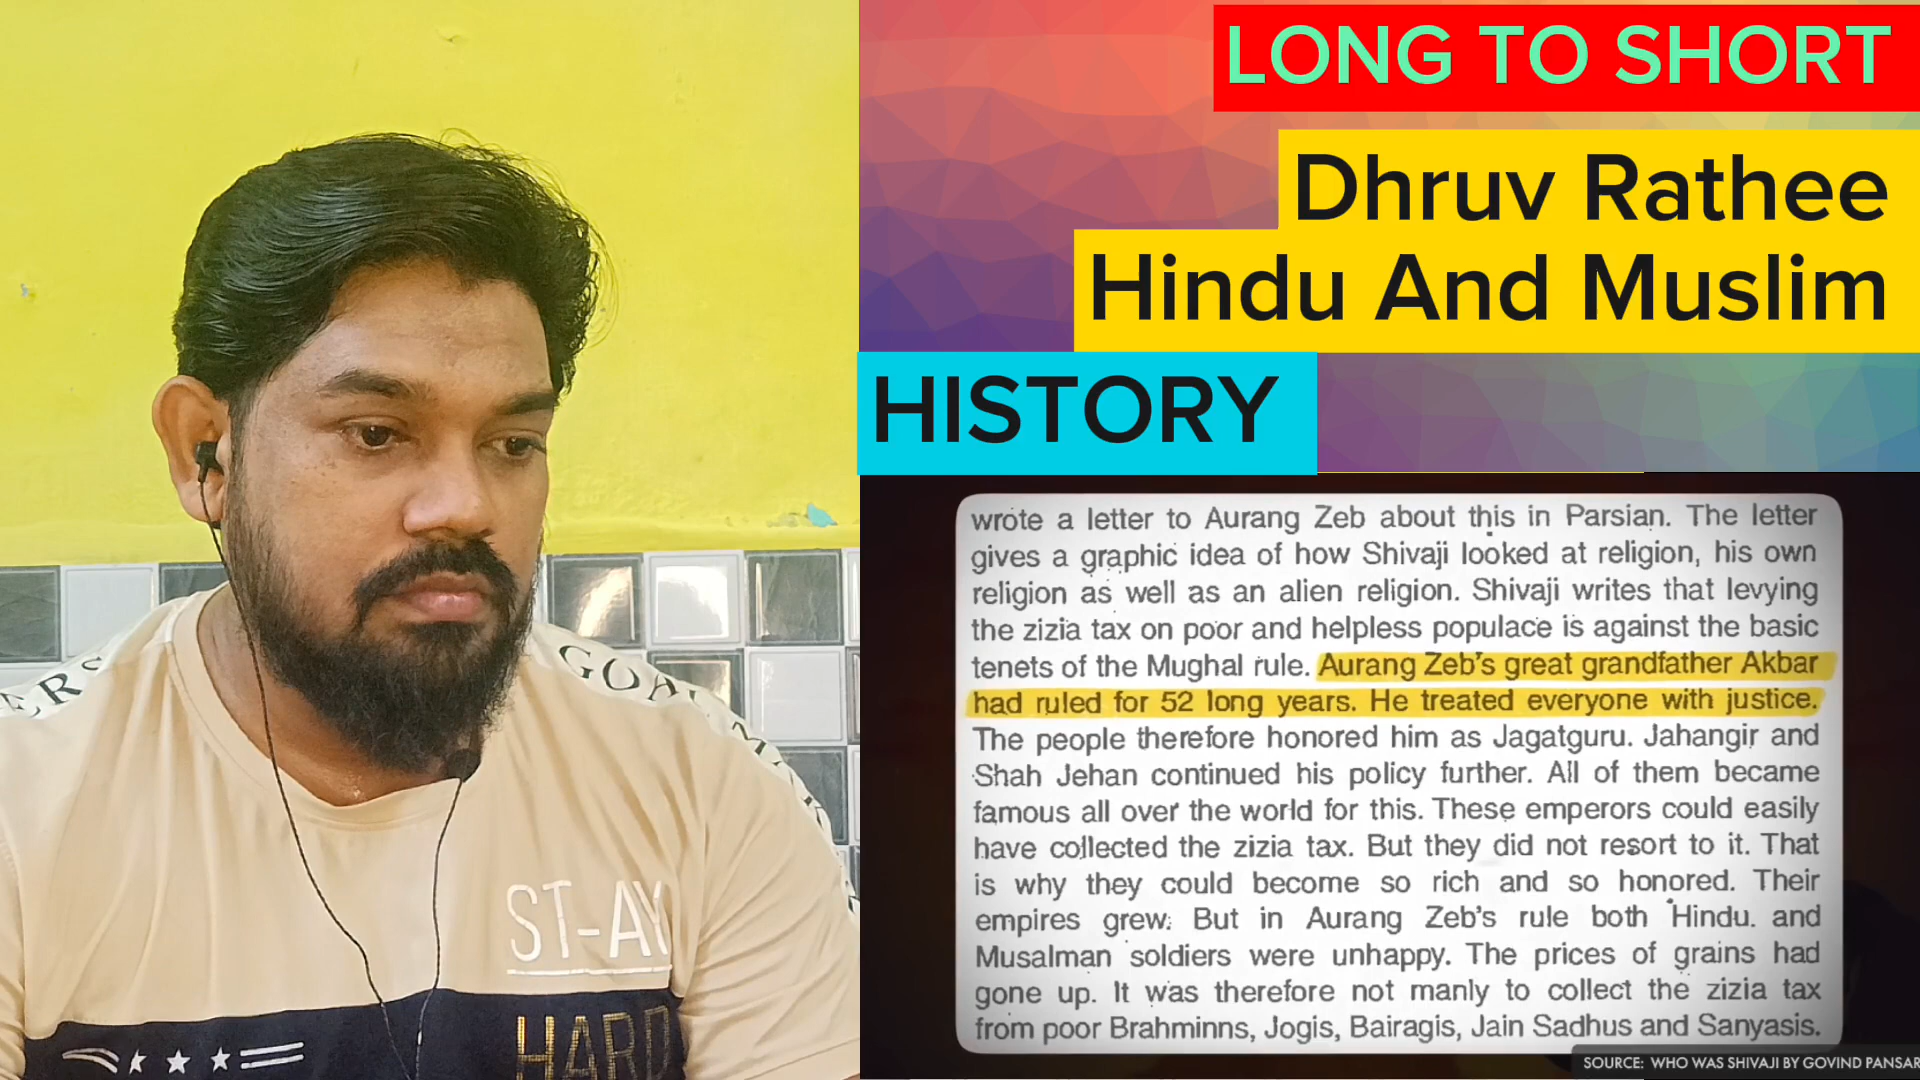 LONG TO SHORT
Dhruv Rathee
Hindu And Muslim
HISTORY
wrote a letter to Aurang Zeb about this in Parsian. The letter
gives a graphic idea of how Shivaji looked at religion, his own
religion as well as an alien religion. Shivaji writes that levying
the zizia tax on poor and helpless populace is against the basic
tenets of the Mughal rule. Aurang Zeb's great grandfather Akbar
had ruled for 52 long years. He treated everyone with justice.
The people therefore honored him as Jagatguru. Jahangir and
Shah Jehan continued his policy further. All of them became
famous all over the world for this. These emperors could easily
have collected the zizia tax. But they did not resort to it. That
is why they could become so rich and so honored. Their
empires grew. But in Aurang Zeb's rule both Hindu. and
Musalman soldiers were unhappy. The prices of grains had
gone up. It was therefore not manly to collect the zizia tax
from poor Brahminns, Jogis, Bairagis, Jain Sadhus and Sanyasis.
SOURCE: WHO WAS SHIVAJI BY GOVIND PANSAR
ERS
GOAL
ST-AY
HARD